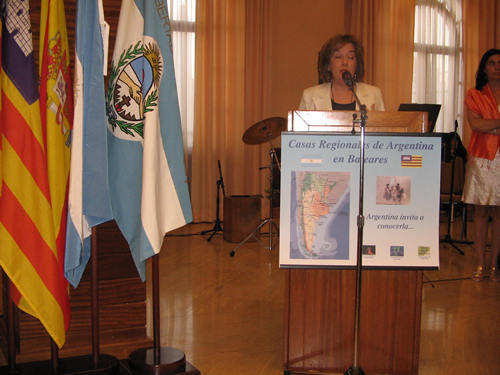 Casas Regionales de Argentina
en Baleares
Argentina invita a
conocerla...